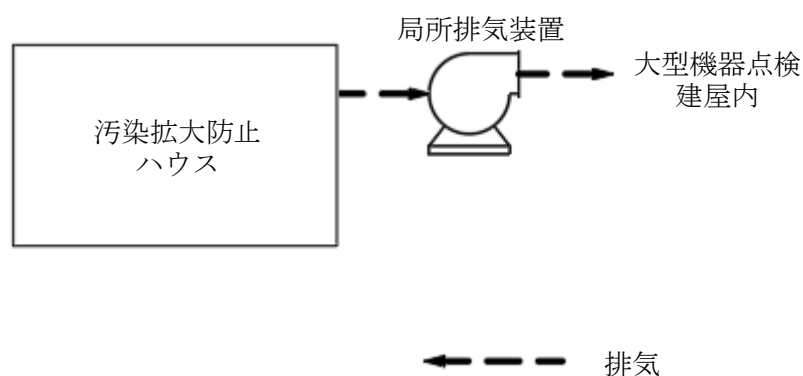 局所排気装置
大型機器点検
建屋内
汚染拡大防止
ハウス
排気